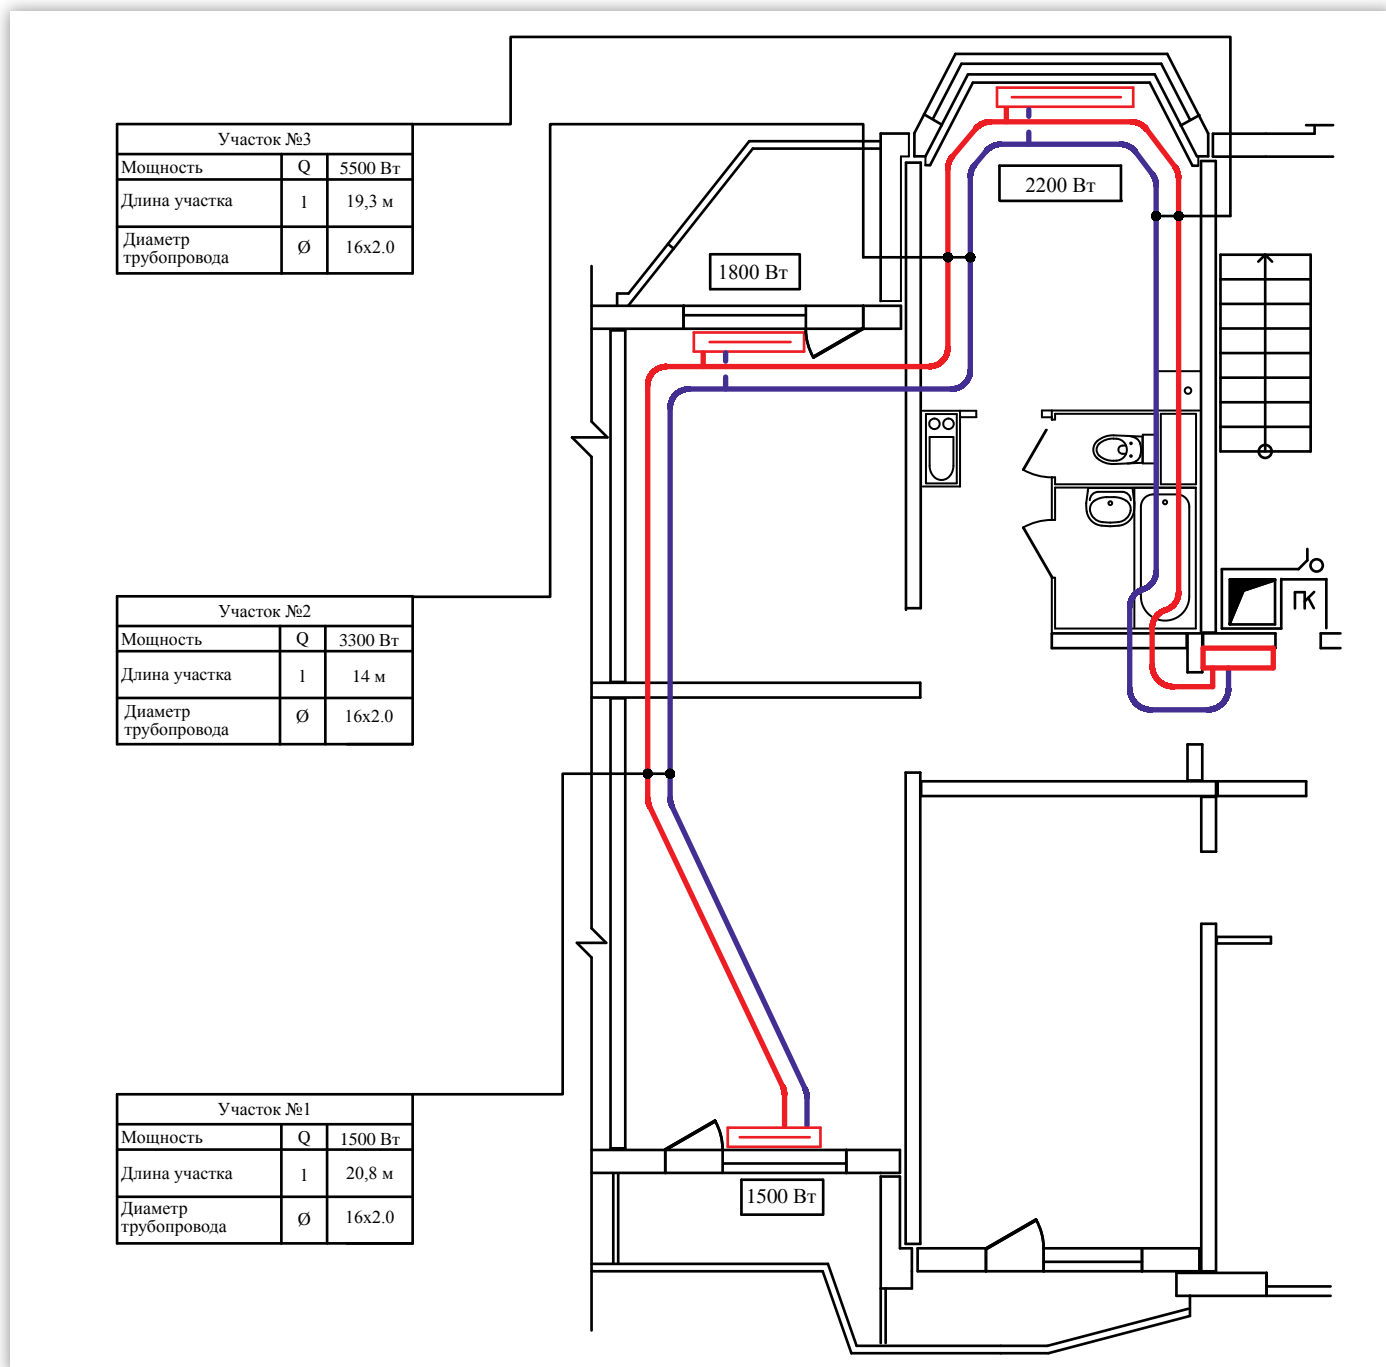 Участок №3
Мощность Q 5500 Вт
Длина участка l 19,3 м
Диаметр
трубопровода Ø 16x2.0
2200 Вт
1800 Вт
Участок №2
Мощность Q 3300 Вт
Длина участка l 14 м
Диаметр
трубопровода Ø 16x2.0
ПК
Участок №1
Мощность Q 1500 Вт
Длина участка l 20,8 м
Диаметр
трубопровода Ø 16x2.0
1500 Вт